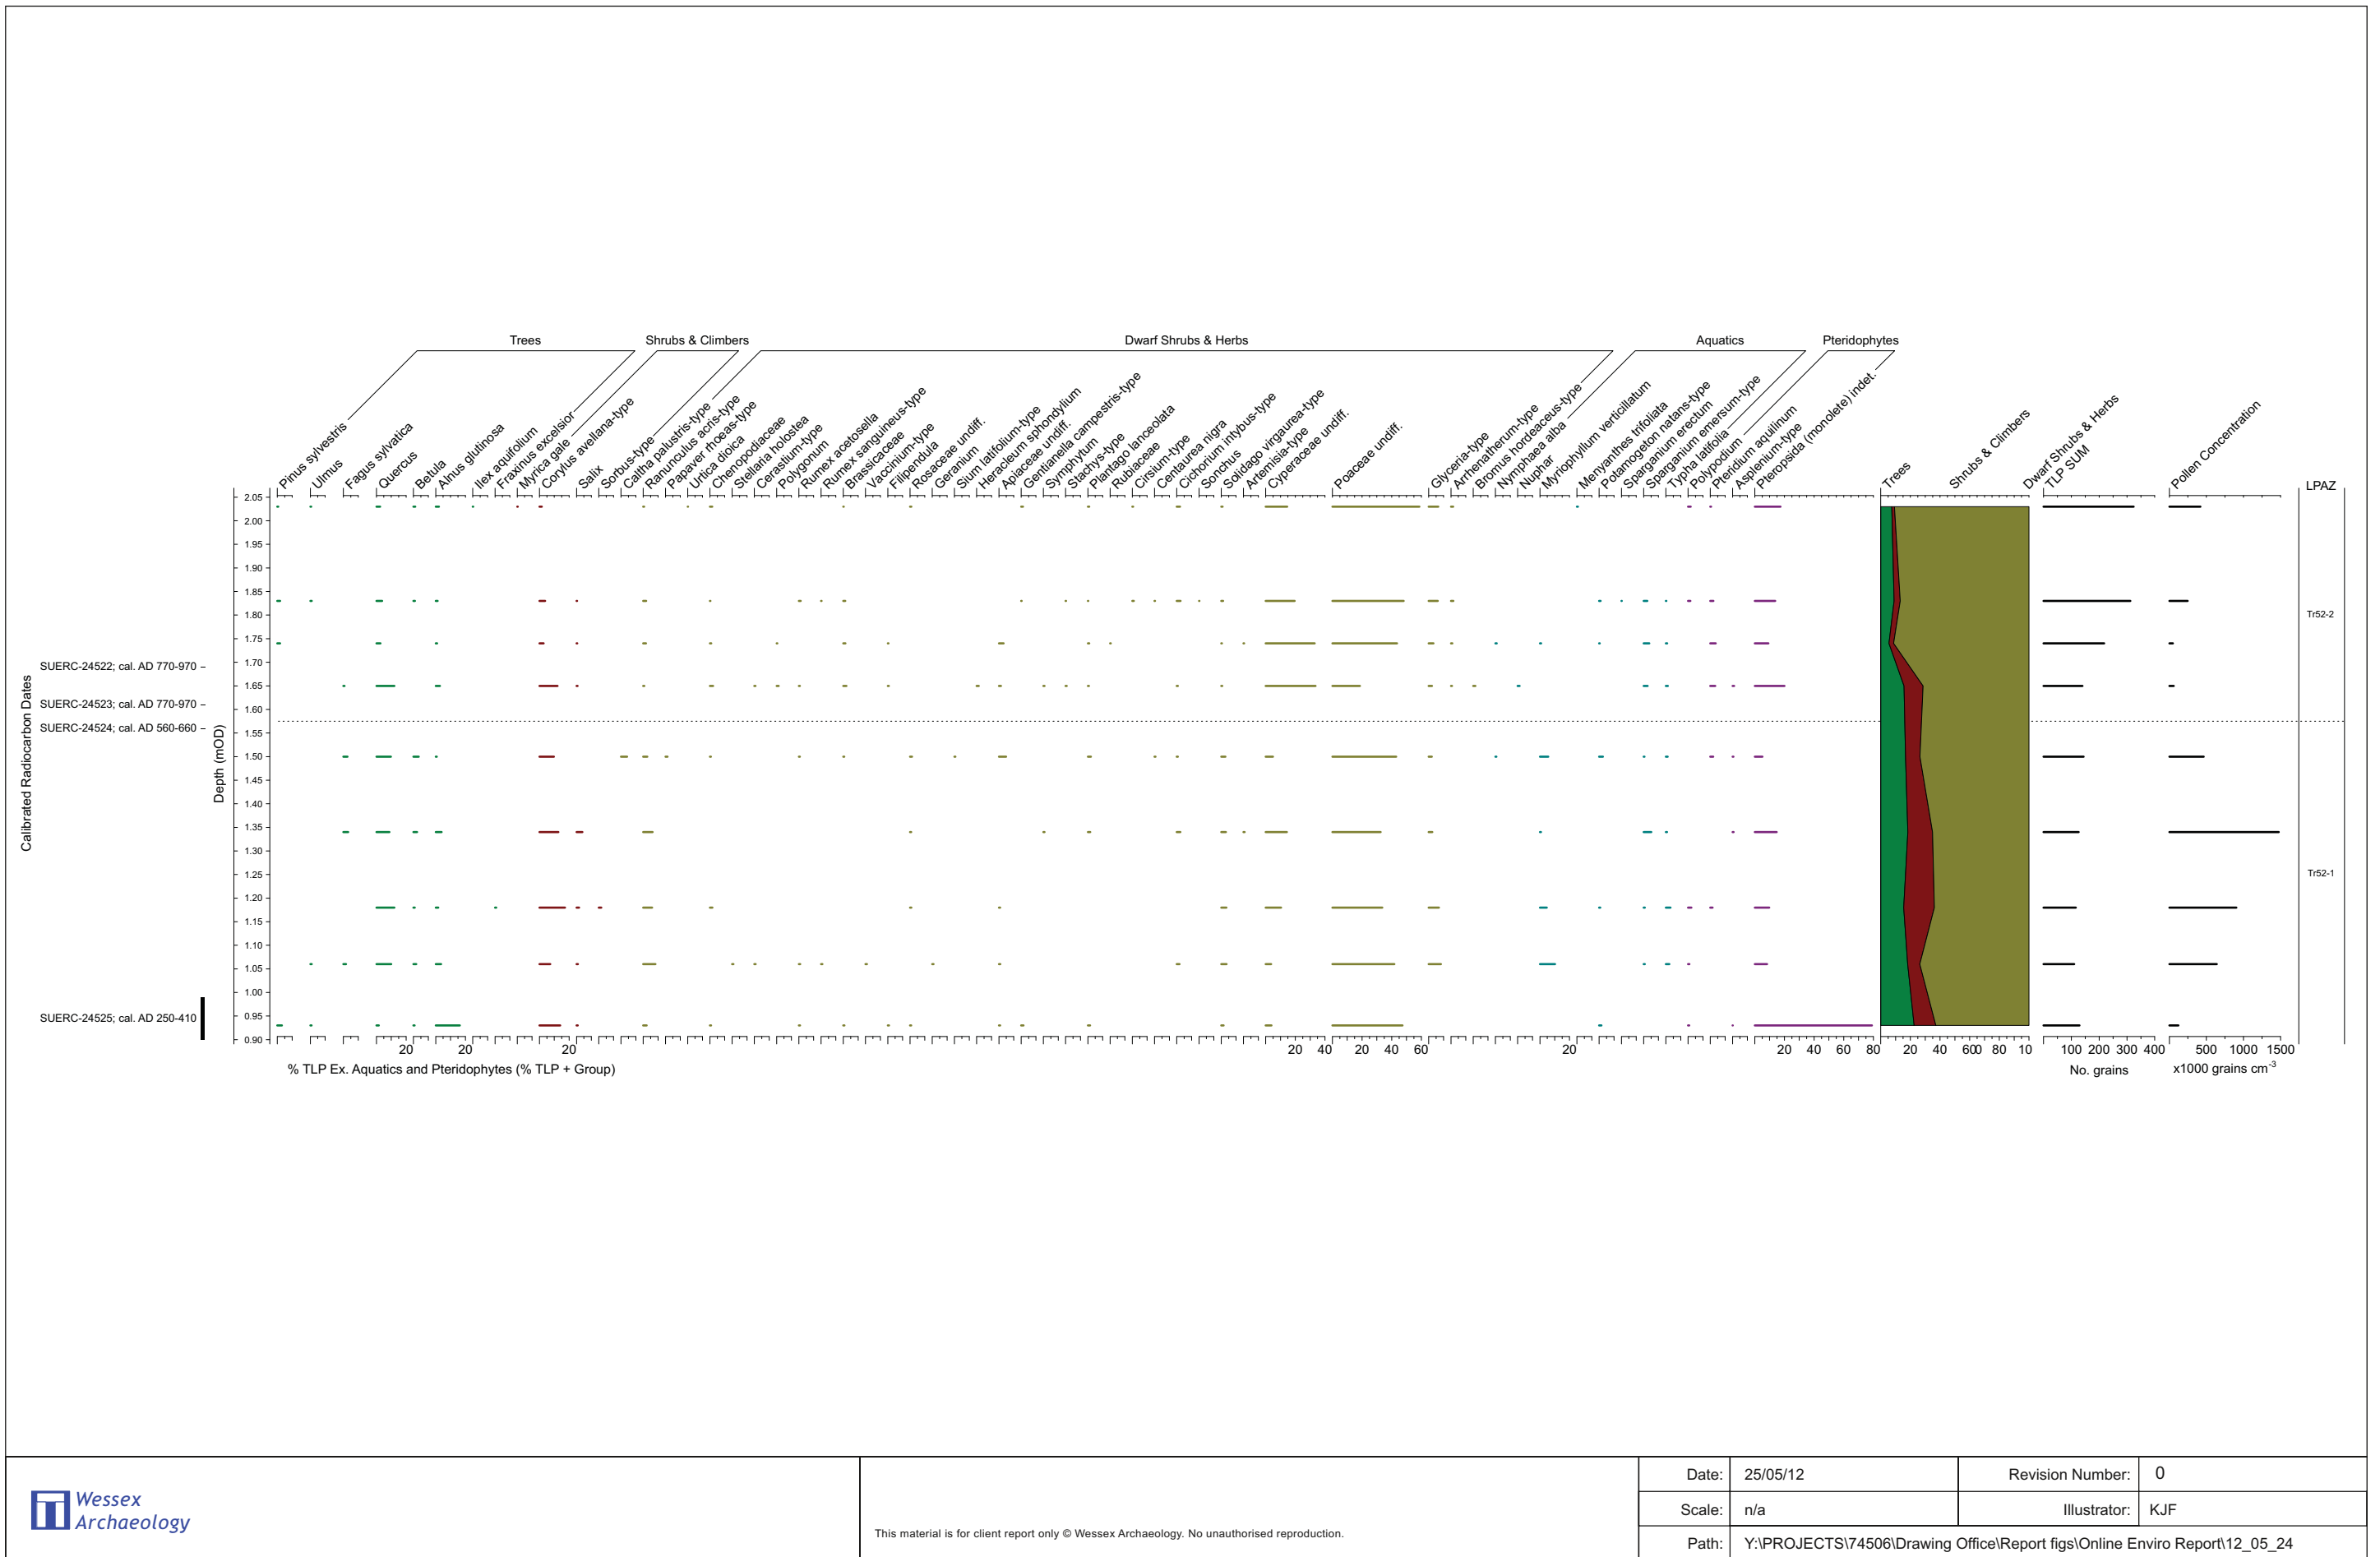 Trees
Shrubs & Climbers
Dwarf Shrubs & Herbs
Aquatics
Pteridophytes
Pinus sylvestris
Ulmus
Fagus sylvatica
Quercus
Betula
Alnus glutinosa
Ilex aquifolium
Fraxinus excelsior
Myrica gale
Corylus avellana-type
Salix
Sorbus-type
Caltha palustris-type
Ranunculus acris-type
Papaver rhoeas-type
Urtica dioica
Chenopodiaceae
Stellaria holostea
Cerastium-type
Polygonum
Rumex acetosella
Rumex sanguineus-type
Brassicaceae
Vaccinium-type
Filipendula
Rosaceae undiff.
Geranium
Sium latifolium-type
Heracleum sphondylium
Apiaceae undiff.
Gentianella campestris-type
Symphytum
Stachys-type
Plantago lanceolata
Rubiaceae
Cirsium-type
Centaurea nigra
Cichorium intybus-type
Sonchus
Solidago virgaurea-type
Artemisia-type
Cyperaceae undiff.
Poaceae undiff.
Glyceria-type
Arrhenatherum-type
Bromus hordeaceus-type
Nymphaea alba
Nuphar
Myriophyllum verticillatum
Menyanthes trifoliata
Potamogeton natans-type
Sparganium erectum
Sparganium emersum-type
Typha latifolia
Polypodium
Pteridium aquilinum
Asplenium-type
Pteropsida (monolete) indet.
Trees
Shrubs & Climbers
Dwarf Shrubs & Herbs
TLP SUM
Pollen Concentration
LPAZ
2.05
2.00
1.95
1.90
1.85
1.80
1.75
1.70
1.65
1.60
1.55
1.50
1.45
1.40
1.35
1.30
1.25
1.20
1.15
1.10
1.05
1.00
0.95
0.90
Tr52-2
Tr52-1
Calibrated Radiocarbon Dates
SUERC-24522; cal. AD 770-970
SUERC-24523; cal. AD 770-970
SUERC-24524; cal. AD 560-660
SUERC-24525; cal. AD 250-410
Depth (mOD)
20 20 20 20 40 20 40 60 20 20 40 60 80 20 40 600 80 10 100 200 300 400 500 1000 1500
% TLP Ex. Aquatics and Pteridophytes (% TLP + Group)
No. grains
x1000 grains cm-3
Wessex
Archaeology
This material is for client report only © Wessex Archaeology. No unauthorised reproduction.
Date: 25/05/12 Revision Number: 0
Scale: n/a Illustrator: KJF
Path: Y:\PROJECTS\74506\Drawing Office\Report figs\Online Enviro Report\12_05_24